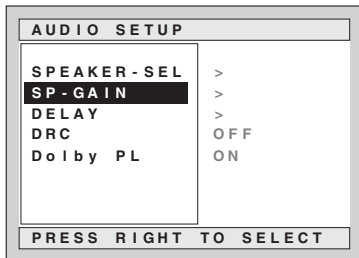 AUDIO SETUP
SPEAKER-SEL >
SP-GAIN >
DELAY >
DRC OFF
Dolby PL ON
PRESS RIGHT TO SELECT